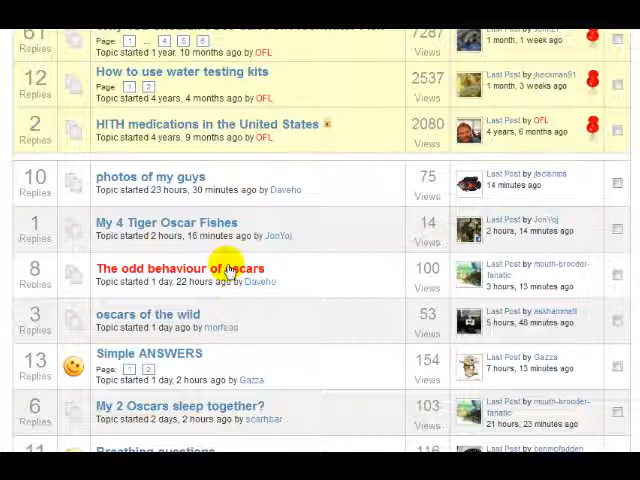 61
Replies
Page: 1 ... 4 5 6
Topic started 1 year, 10 months ago by OFL
7287
Views
1 month, 1 week ago
12
Replies
How to use water testing kits
Page: 1 2
Topic started 4 years, 4 months ago by OFL
2537
Views
Last Post by jheckman91
1 month, 3 weeks ago
2
Replies
HITH medications in the United States
Topic started 4 years, 9 months ago by OFL
2080
Views
Last Post by OFL
4 years, 6 months ago
10
Replies
photos of my guys
Topic started 23 hours, 30 minutes ago by Daveho
75
Views
Last Post by
14 minutes ago
1
Replies
My 4 Tiger Oscar Fishes
Topic started 2 hours, 16 minutes ago by JonYoj
14
Views
Last Post by JonYoj
2 hours, 14 minutes ago
8
Replies
The odd behaviour of oscars
Topic started 1 day, 22 hours ago by Daveho
100
Views
Last Post by mouth-brooder-
fanatic
3 hours, 13 minutes ago
3
Replies
oscars of the wild
Topic started 1 day ago by morfeas
53
Views
Last Post by askhammatt
5 hours, 48 minutes ago
13
Replies
Simple ANSWERS
Page: 1 2
Topic started 1 day, 2 hours ago by Gazza
154
Views
Last Post by Gazza
7 hours, 13 minutes ago
6
Replies
My 2 Oscars sleep together?
Topic started 2 days, 2 hours ago by scarhbar
103
Views
Last Post by mouth-brooder-
fanatic
21 hours, 23 minutes ago
11
Breathing questions
116
Last Post by benmcfadden